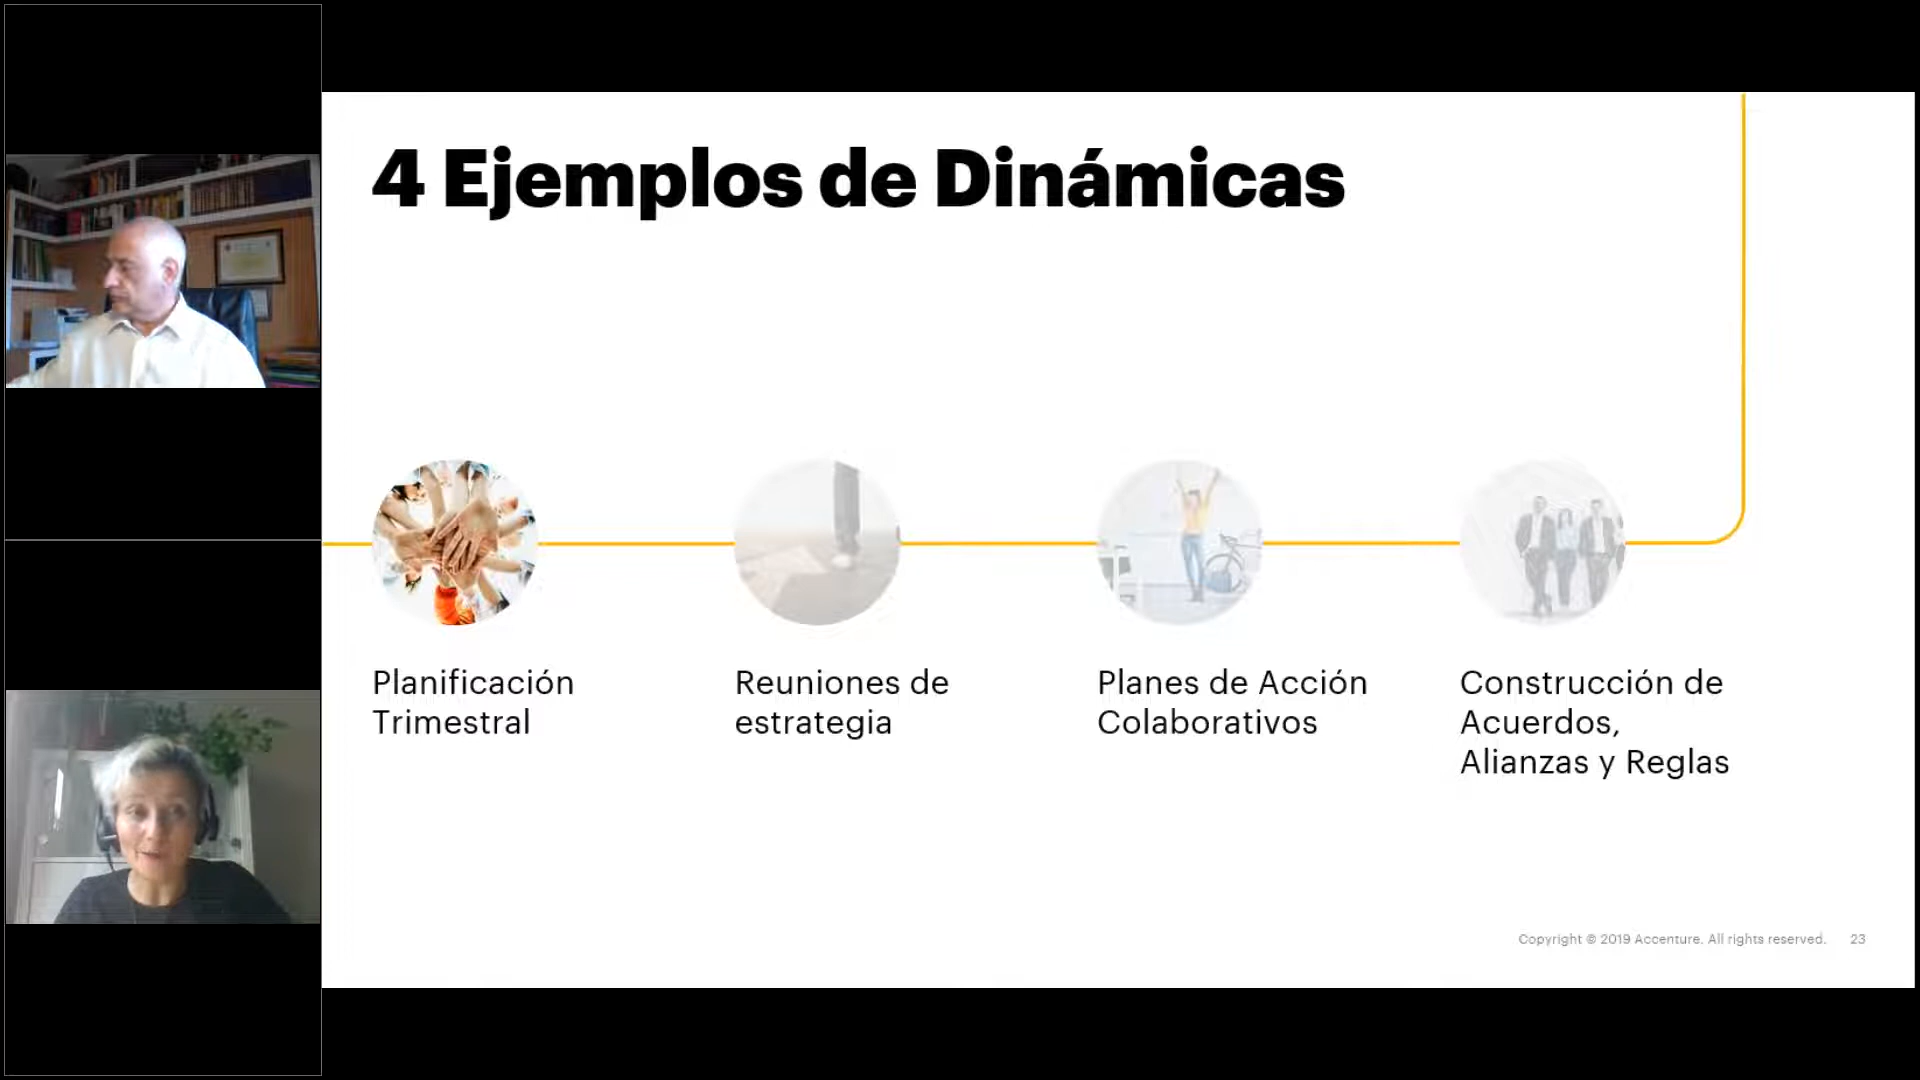 4 Ejemplos de Dinámicas
Planificación
Trimestral
Reuniones de
estrategia
Planes de Acción
Colaborativos
Construcción de
Acuerdos,
Alianzas y Reglas
Copyright © 2019 Accenture. All rights reserved. 23